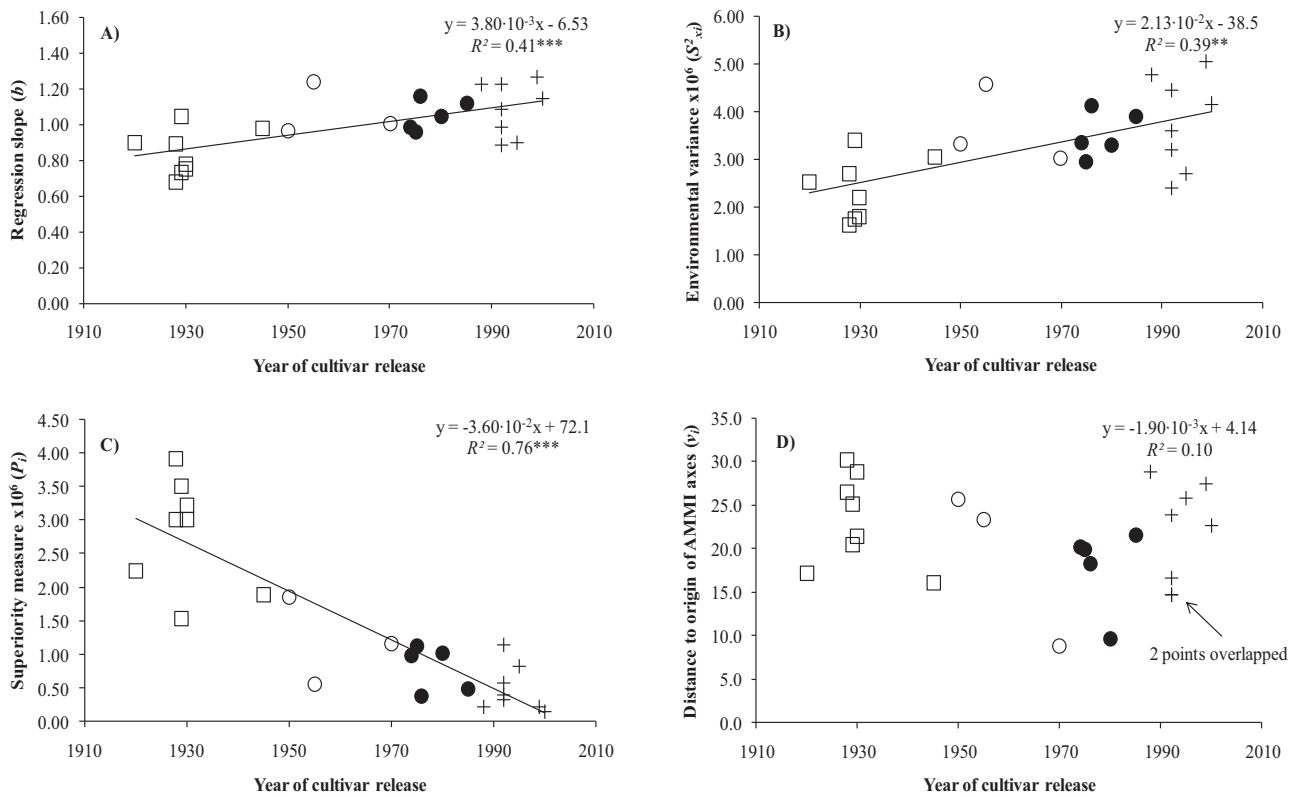 A)
y = 3.80·10⁻³x - 6.53
R² = 0.41***
1.60
1.40
1.20
1.00
0.80
0.60
0.40
0.20
0.00
Regression slope (b)
1910 1930 1950 1970 1990 2010
Year of cultivar release
B)
y = 2.13·10⁻²x - 38.5
R² = 0.39**
6.00
5.00
4.00
3.00
2.00
1.00
0.00
Environmental variance x10⁶ (S²xi)
1910 1930 1950 1970 1990 2010
Year of cultivar release
C)
y = -3.60·10⁻²x + 72.1
R² = 0.76***
4.50
4.00
3.50
3.00
2.50
2.00
1.50
1.00
0.50
0.00
Superiority measure x10⁶ (Pi)
1910 1930 1950 1970 1990 2010
Year of cultivar release
D)
y = -1.90·10⁻³x + 4.14
R² = 0.10
35.0
30.0
25.0
20.0
15.0
10.0
5.0
0.0
Distance to origin of AMMI axes (vi)
2 points overlapped
1910 1930 1950 1970 1990 2010
Year of cultivar release